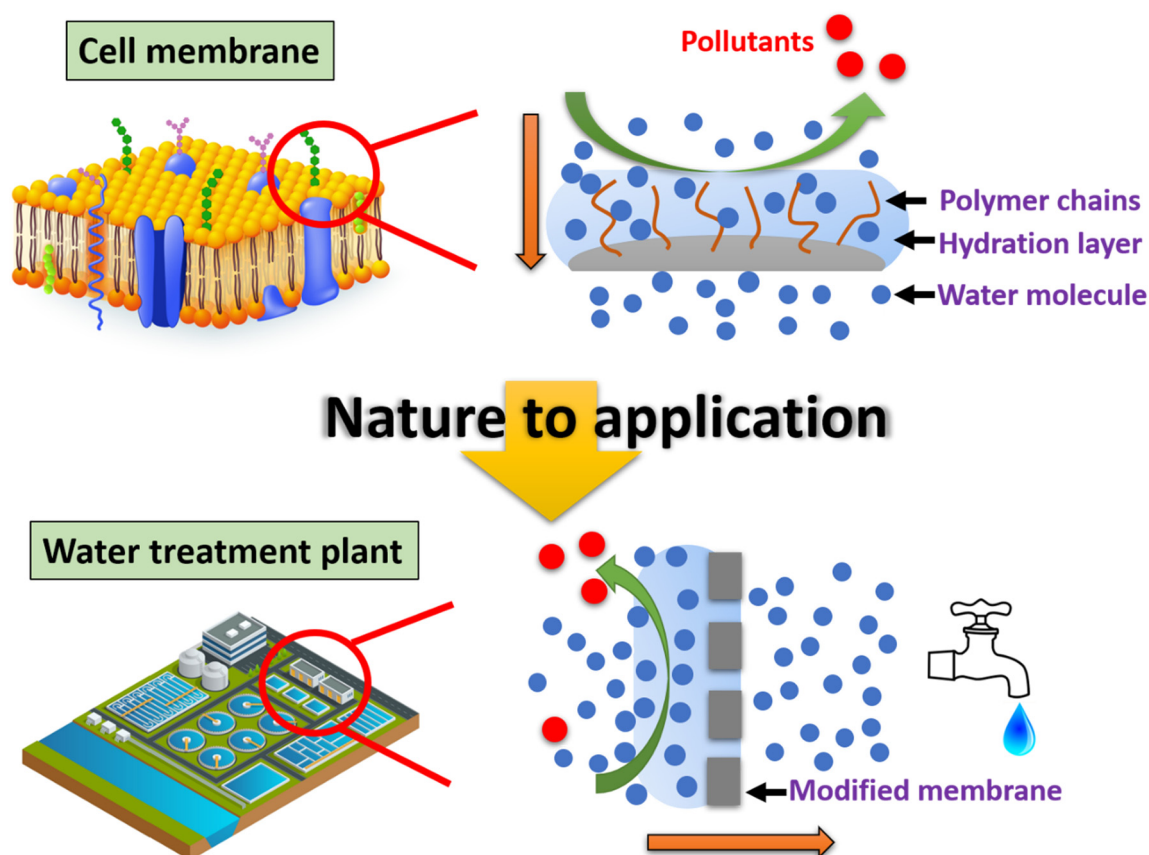 Cell membrane
Pollutants
Polymer chains
Hydration layer
Water molecule
Nature to application
Water treatment plant
Modified membrane